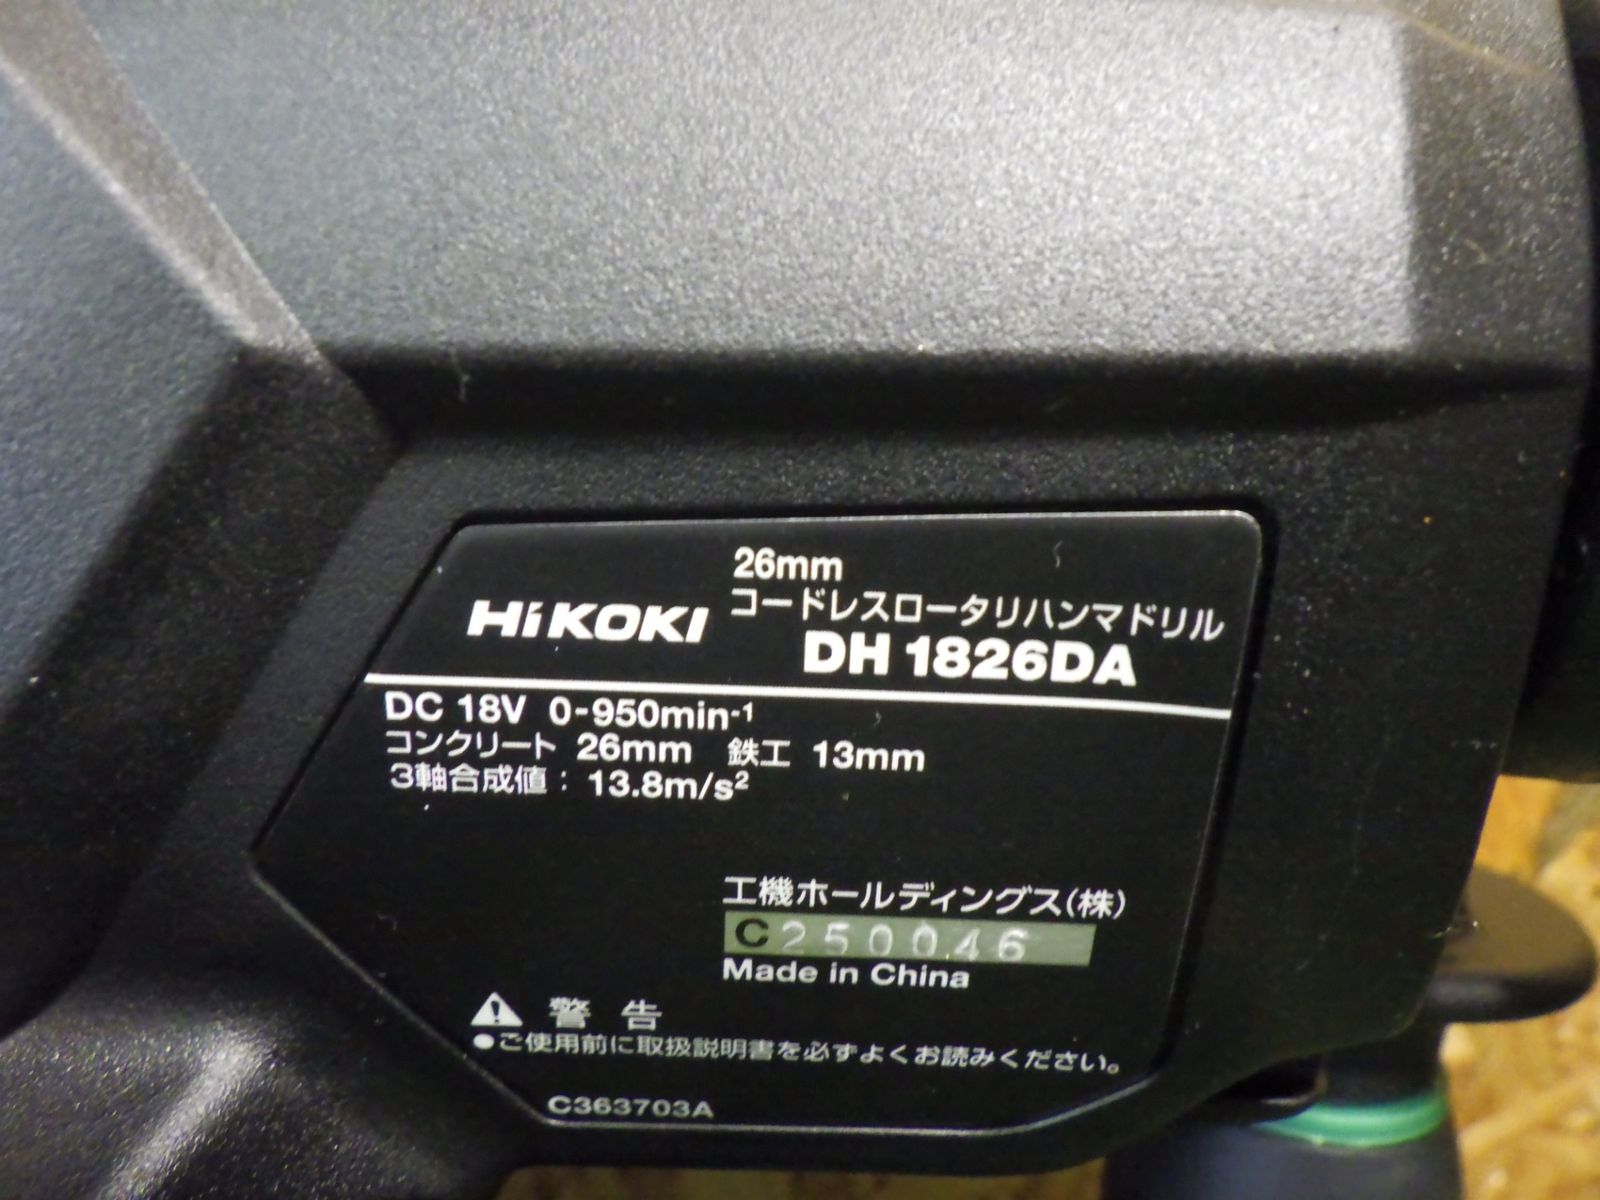 26mm
コードレスロータリハンマドリル
HiKOKI DH 1826DA
DC 18V 0-950min-1
コンクリート 26mm 鉄工 13mm
3軸合成値: 13.8m/s²
工機ホールディングス(株)
C250046
Made in China
警告
●ご使用前に取扱説明書を必ずよくお読みください。
C363703A